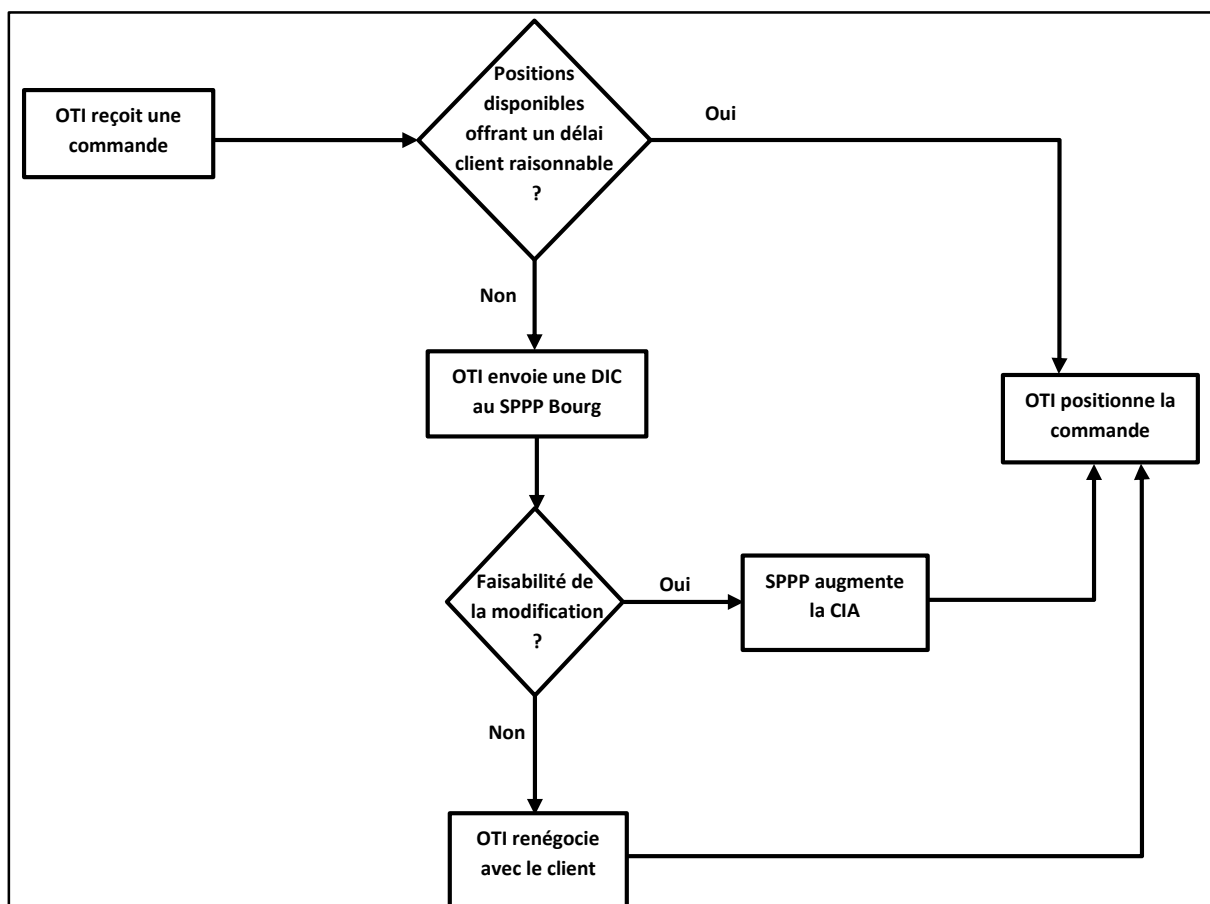 OTI reçoit une
commande
Positions
disponibles
offrant un délai
client raisonnable
?
Oui
Non
OTI envoie une DIC
au SPPP Bourg
OTI positionne la
commande
Faisabilité de
la modification
?
Oui
SPPP augmente
la CIA
Non
OTI renégocie
avec le client